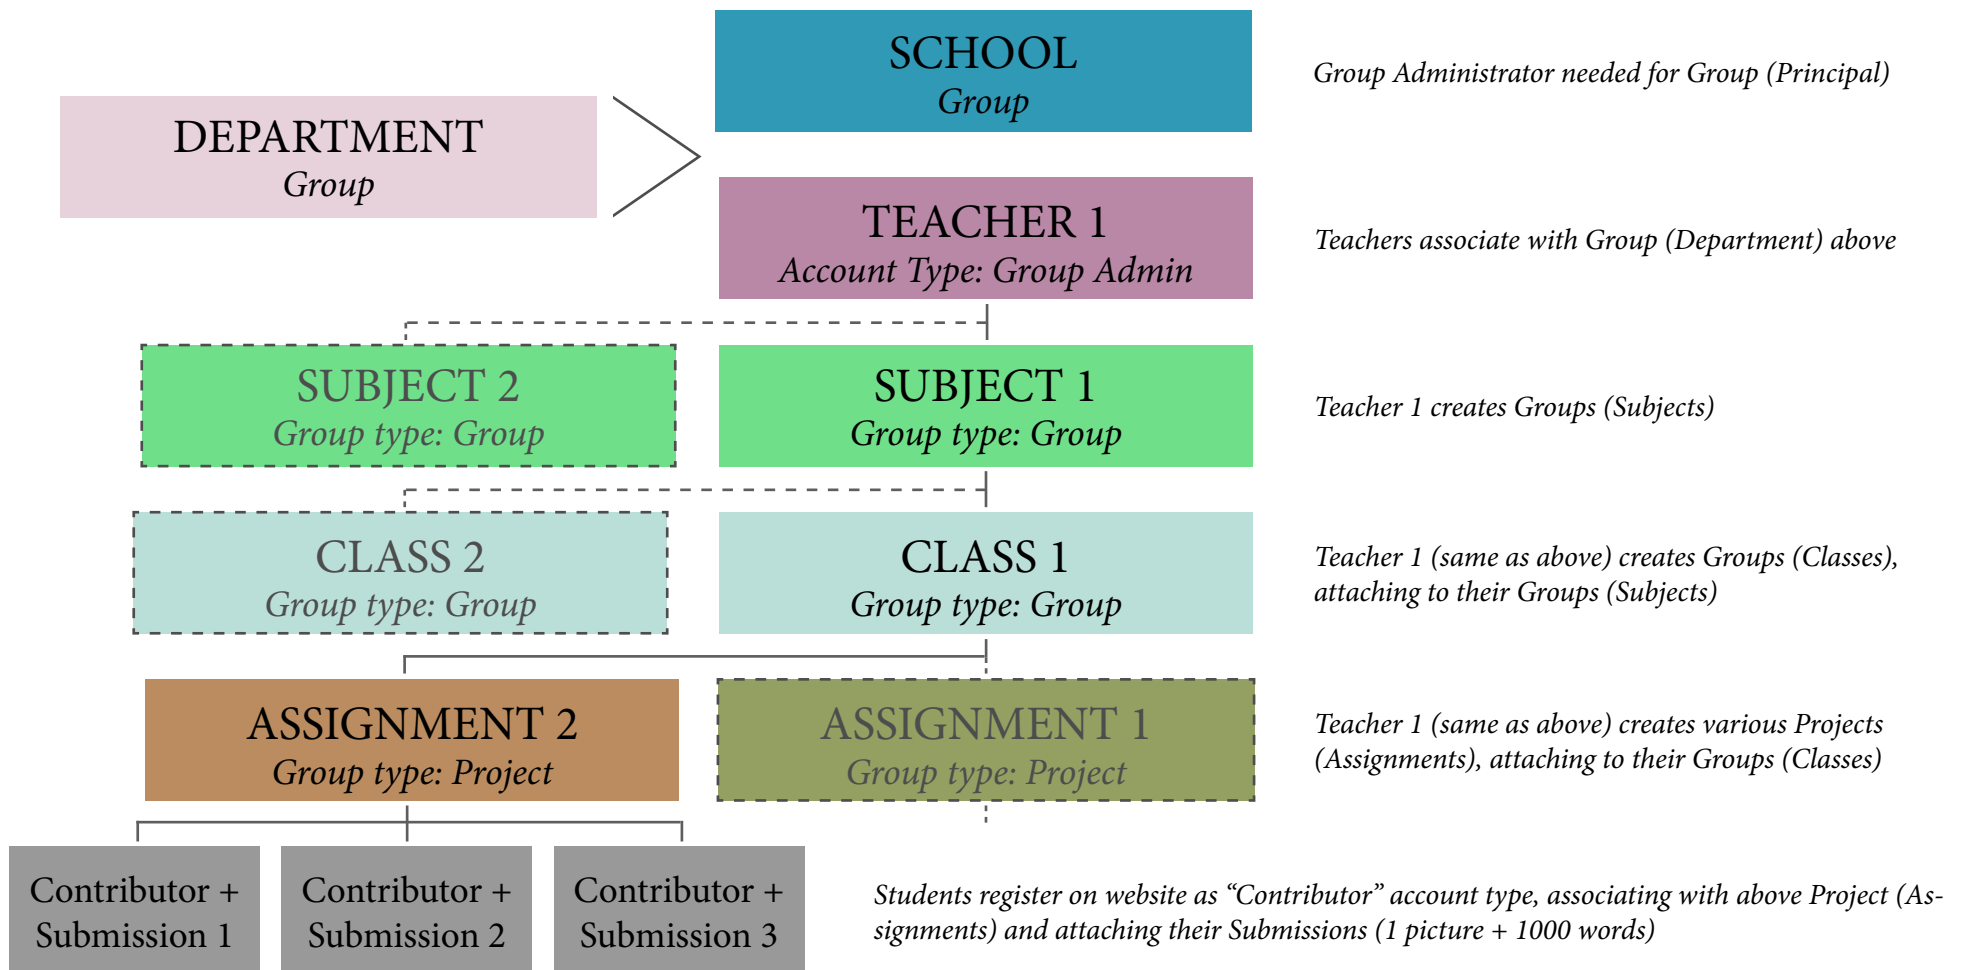 SCHOOL
Group
Group Administrator needed for Group (Principal)
DEPARTMENT
Group
TEACHER 1
Account Type: Group Admin
Teachers associate with Group (Department) above
SUBJECT 2
Group type: Group
SUBJECT 1
Group type: Group
Teacher 1 creates Groups (Subjects)
CLASS 2
Group type: Group
CLASS 1
Group type: Group
Teacher 1 (same as above) creates Groups (Classes),
attaching to their Groups (Subjects)
ASSIGNMENT 2
Group type: Project
ASSIGNMENT 1
Group type: Project
Teacher 1 (same as above) creates various Projects
(Assignments), attaching to their Groups (Classes)
Contributor +
Submission 1
Contributor +
Submission 2
Contributor +
Submission 3
Students register on website as “Contributor” account type, associating with above Project (As-
signments) and attaching their Submissions (1 picture + 1000 words)